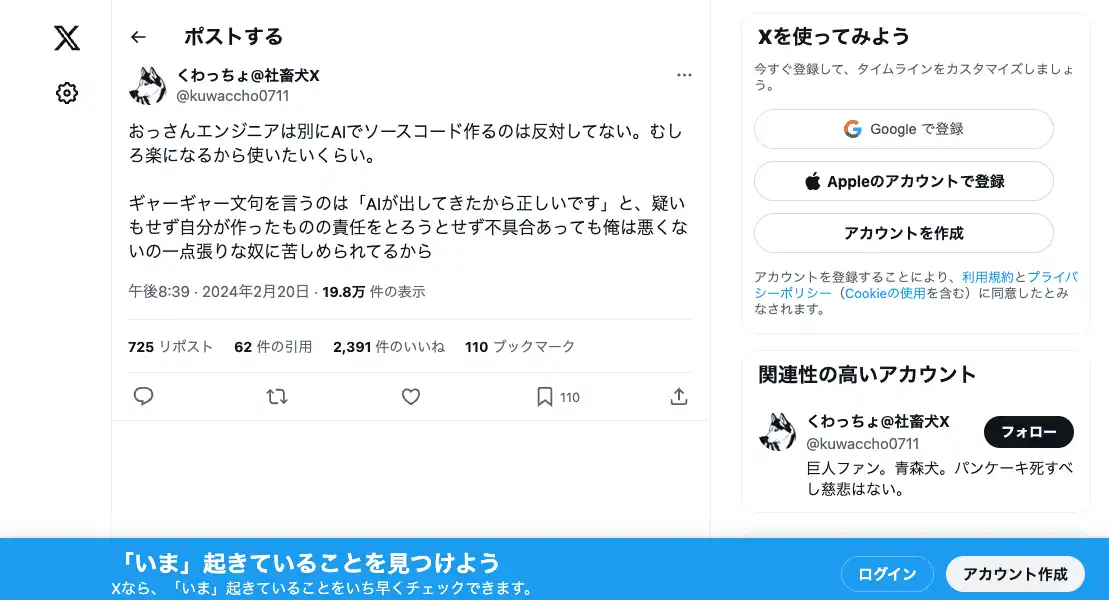 ポストする
くわっちょ@社畜犬X
@kuwaccho0711
おっさんエンジニアは別にAIでソースコード作るのは反対してない。むし
ろ楽になるから使いたいくらい。
ギャーギャー文句を言うのは「AIが出してきたから正しいです」と、疑い
もせず自分が作ったものの責任をとろうとせず不具合あっても俺は悪くな
いの一点張りな奴に苦しめられてるから
午後8:39 · 2024年2月20日 · 19.8万 件の表示
725 リポスト 62 件の引用 2,391 件のいいね 110 ブックマーク
110
Xを使ってみよう
今すぐ登録して、タイムラインをカスタマイズしましょ
う。
Google で登録
Appleのアカウントで登録
アカウントを作成
アカウントを登録することにより、利用規約とプライバ
シーポリシー（Cookieの使用を含む）に同意したとみ
なされます。
関連性の高いアカウント
くわっちょ@社畜犬X
@kuwaccho0711
フォロー
巨人ファン。青森犬。パンケーキ死すべ
し慈悲はない。
「いま」起きていることを見つけよう
Xなら、「いま」起きていることをいち早くチェックできます。
ログイン
アカウント作成